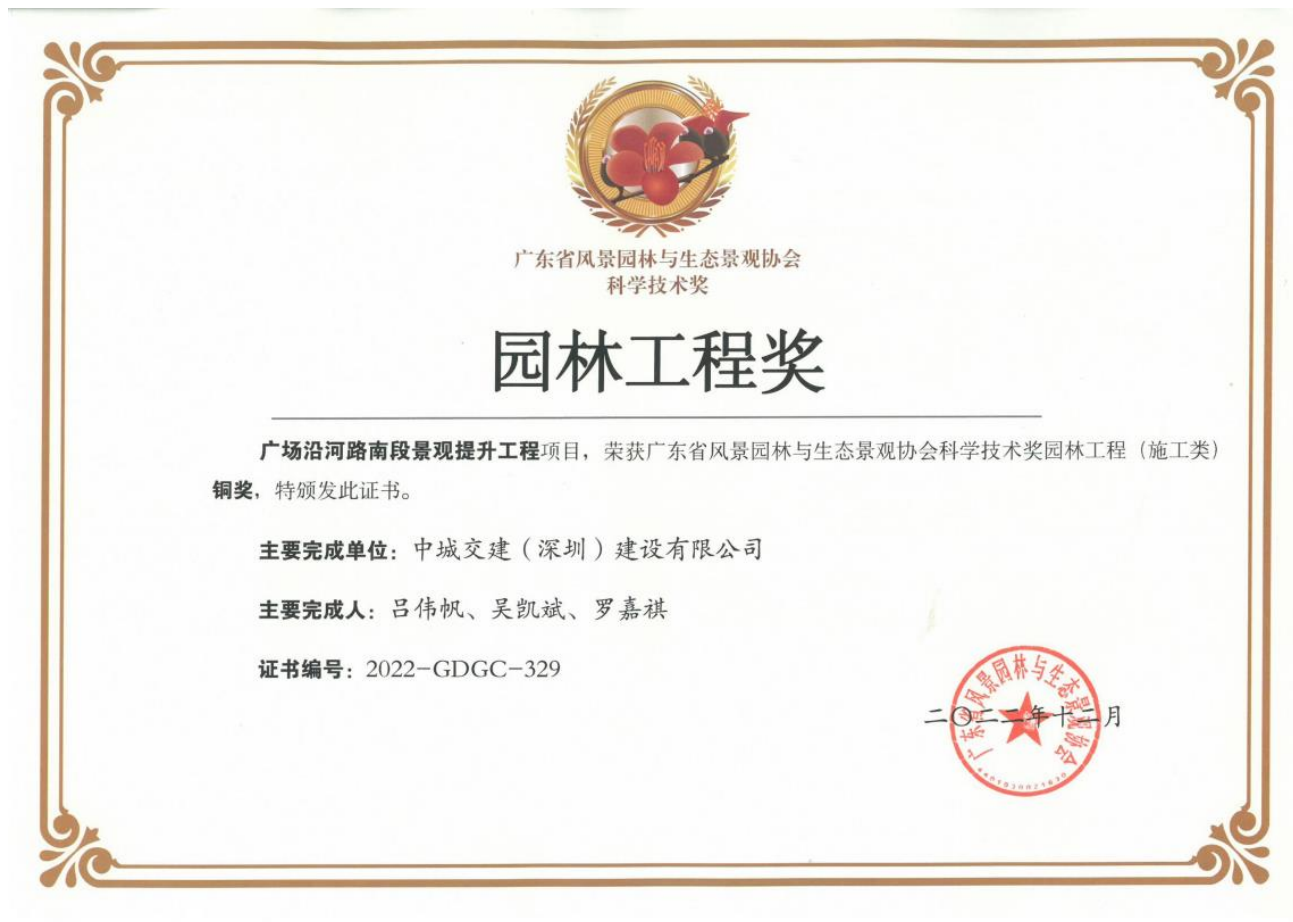 广东省风景园林与生态景观协会
科学技术奖
园林工程奖
广场沿河路南段景观提升工程项目，荣获广东省风景园林与生态景观协会科学技术奖园林工程（施工类）
铜奖，特颁发此证书。
主要完成单位：中城交建（深圳）建设有限公司
主要完成人：吕伟帆、吴凯斌、罗嘉祺
证书编号：2022-GDGC-329
广东省风景园林与生态景观协会
二〇二二年十二月